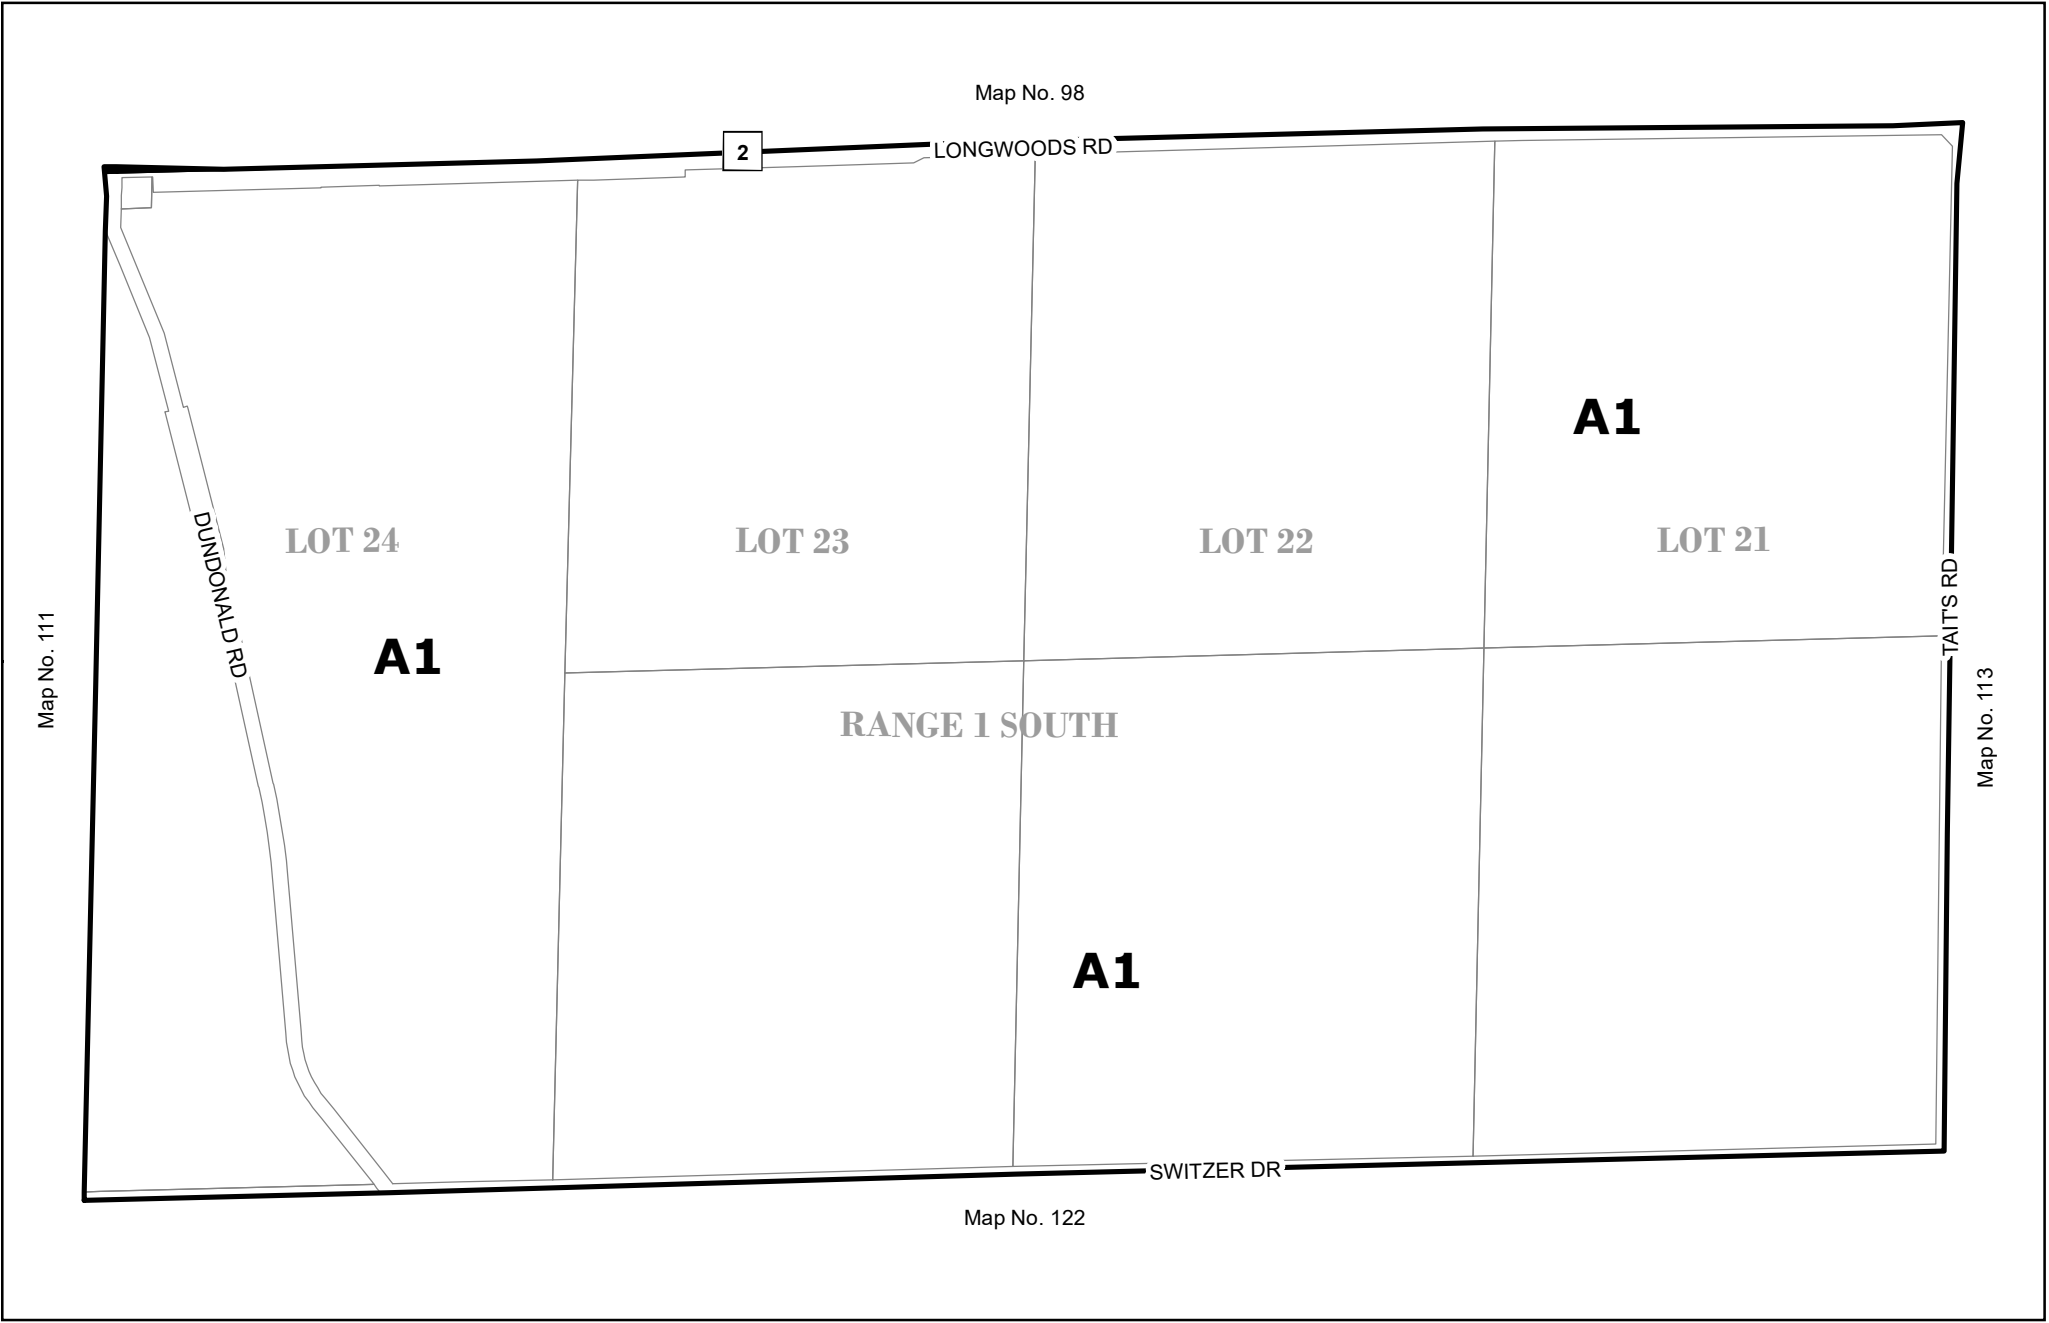 Map No. 98
2
LONGWOODS RD
A1
LOT 24
LOT 23
LOT 22
LOT 21
DUNDONALD RD
TAIT'S RD
A1
Map No. 111
Map No. 113
RANGE 1 SOUTH
A1
SWITZER DR
Map No. 122